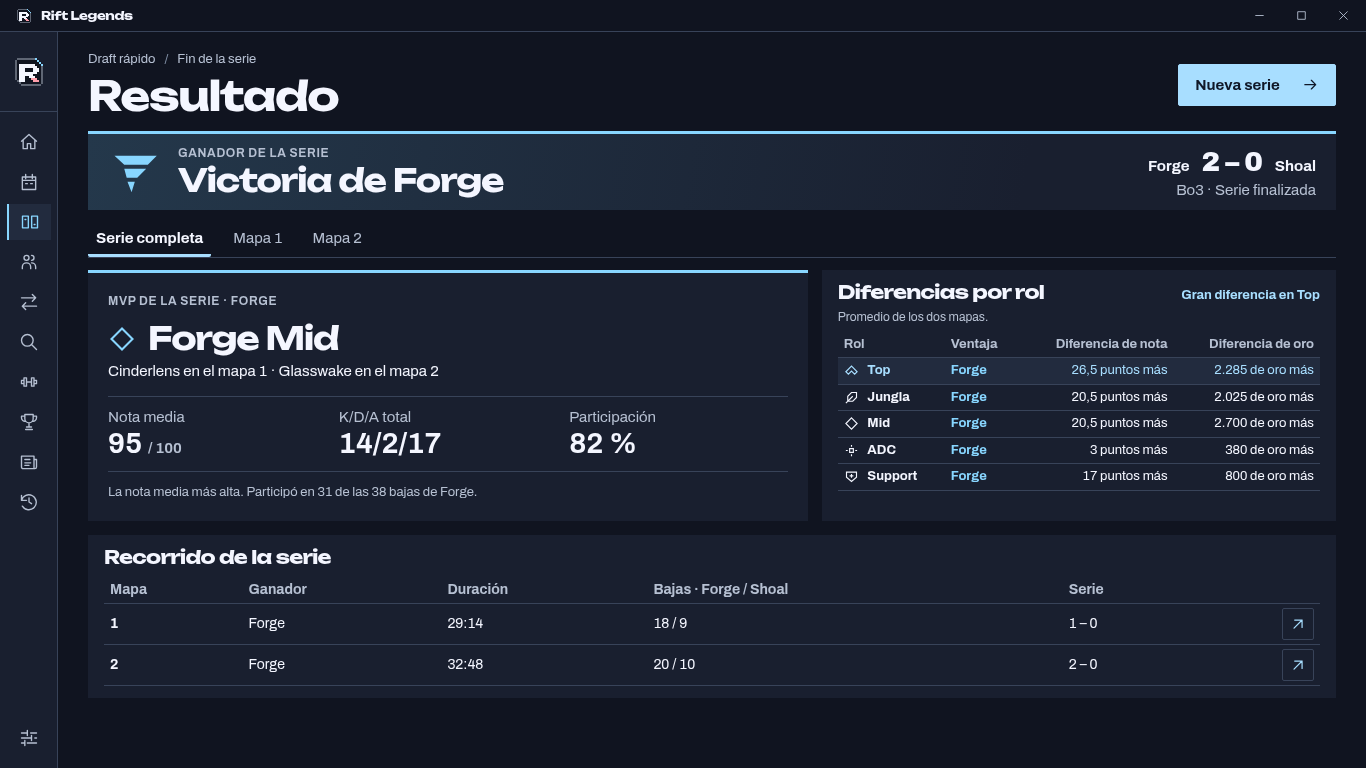 Rift Legends
Draft rápido / Fin de la serie
Resultado
Nueva serie
GANADOR DE LA SERIE
Victoria de Forge
Forge 2 – 0 Shoal
Bo3 · Serie finalizada
Serie completa Mapa 1 Mapa 2
MVP DE LA SERIE · FORGE
Forge Mid
Cinderlens en el mapa 1 · Glasswake en el mapa 2
Nota media K/D/A total Participación
95 / 100 14/2/17 82 %
La nota media más alta. Participó en 31 de las 38 bajas de Forge.
Diferencias por rol Gran diferencia en Top
Promedio de los dos mapas.
Rol Ventaja Diferencia de nota Diferencia de oro
Top Forge 26,5 puntos más 2.285 de oro más
Jungla Forge 20,5 puntos más 2.025 de oro más
Mid Forge 20,5 puntos más 2.700 de oro más
ADC Forge 3 puntos más 380 de oro más
Support Forge 17 puntos más 800 de oro más
Recorrido de la serie
Mapa Ganador Duración Bajas · Forge / Shoal Serie
1 Forge 29:14 18 / 9 1 – 0
2 Forge 32:48 20 / 10 2 – 0